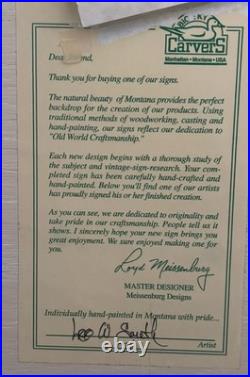 BIG SKY
Carvers
Manhattan • Montana • USA
Dear Friend,
Thank you for buying one of our signs.
The natural beauty of Montana provides the perfect
backdrop for the creation of our products. Using
traditional methods of woodworking, casting and
hand-painting, our signs reflect our dedication to
"Old World Craftsmanship."
Each new design begins with a thorough study of the
subject and vintage-sign-research. Your
completed sign has been carefully hand-crafted and
hand-painted. Below you'll find one of our artists
has proudly signed his or her finished creation.
As you can see, we are dedicated to originality and
take pride in our craftsmanship. People tell us it
shows. I sincerely hope your new sign brings you
great enjoyment. We sure enjoyed making one for
you.
Loyd Meissenburg
MASTER DESIGNER
Meissenburg Designs
Individually hand-painted in Montana with pride...
Artist